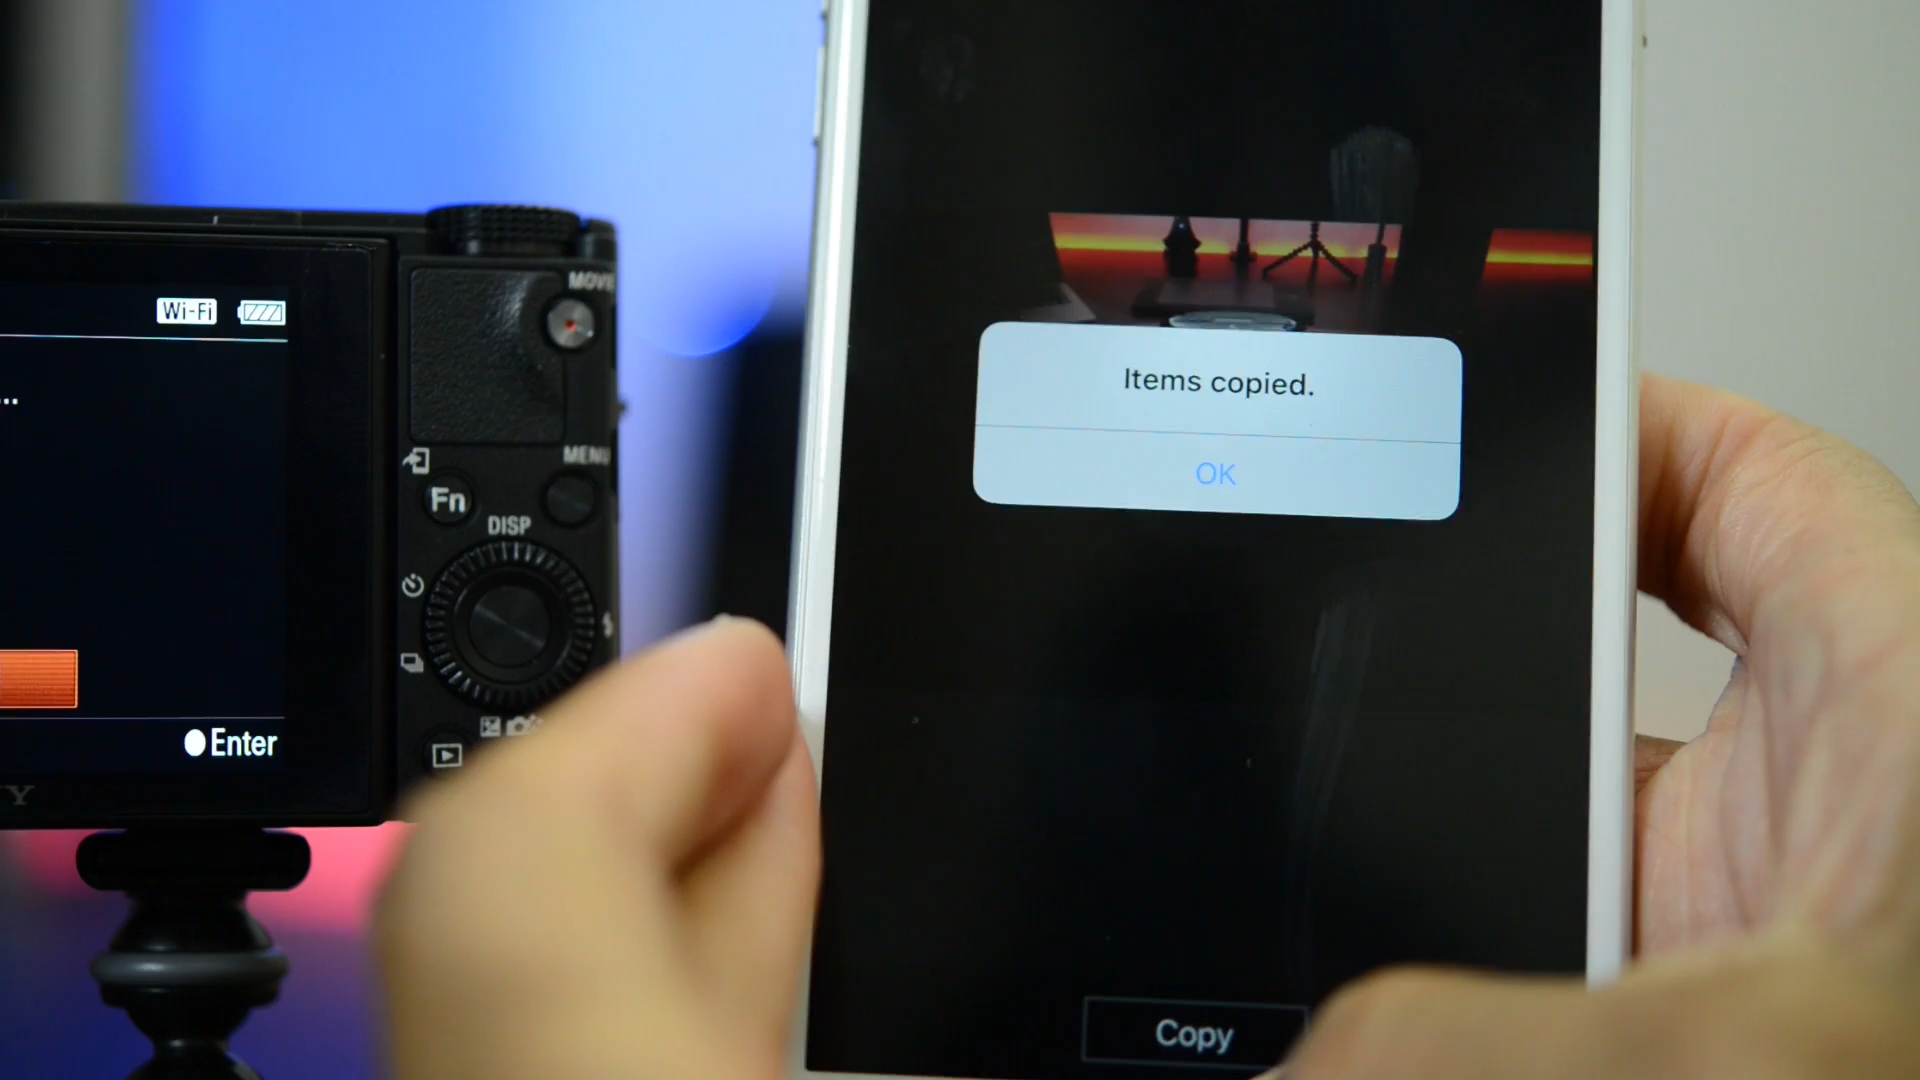 MOVIE
Wi-Fi
...
MENU
Fn
DISP
Enter
Items copied.
OK
Copy